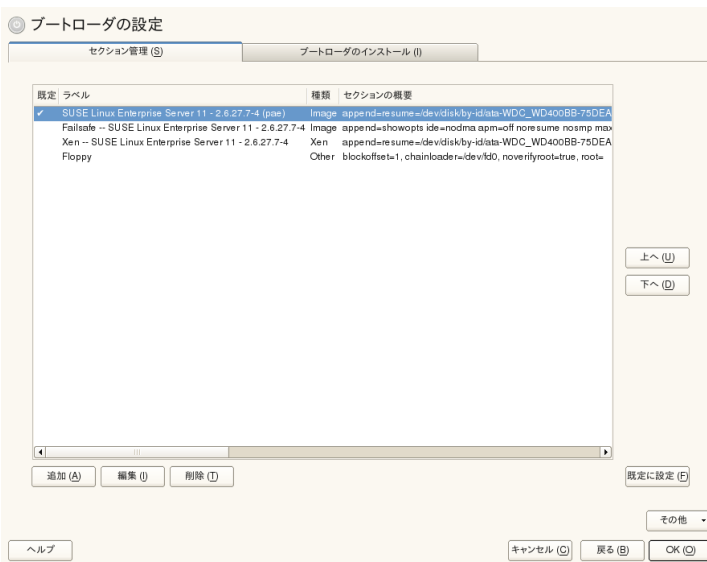 ブートローダの設定
セクション管理 (S) ブートローダのインストール (I)
既定 ラベル 種類 セクションの概要
✔ SUSE Linux Enterprise Server 11 - 2.6.27.7-4 (pae) Image append=resume=/dev/disk/by-id/ata-WDC_WD400BB-75DEA
Failsafe -- SUSE Linux Enterprise Server 11 - 2.6.27.7-4 Image append=showopts ide=nodma apm=off noresume nosmp max
Xen -- SUSE Linux Enterprise Server 11 - 2.6.27.7-4 Xen append=resume=/dev/disk/by-id/ata-WDC_WD400BB-75DEA
Floppy Other blockoffset=1, chainloader=/dev/fd0, noverifyroot=true, root=
上へ (U)
下へ (D)
追加 (A) 編集 (I) 削除 (T) 既定に設定 (F)
その他
ヘルプ キャンセル (C) 戻る (B) OK (O)